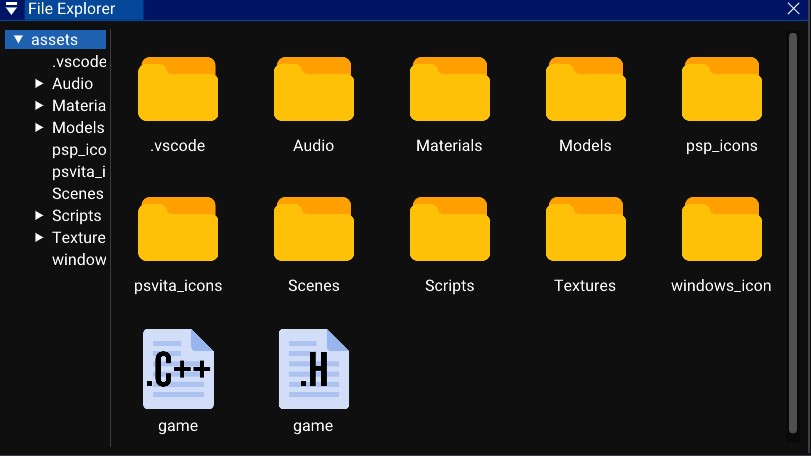 File Explorer
assets
.vscode
Audio
Materia
Models
psp_ico
psvita_i
Scenes
Scripts
Texture
window
.vscode Audio Materials Models psp_icons
psvita_icons Scenes Scripts Textures windows_icon
.C++ .H
game game